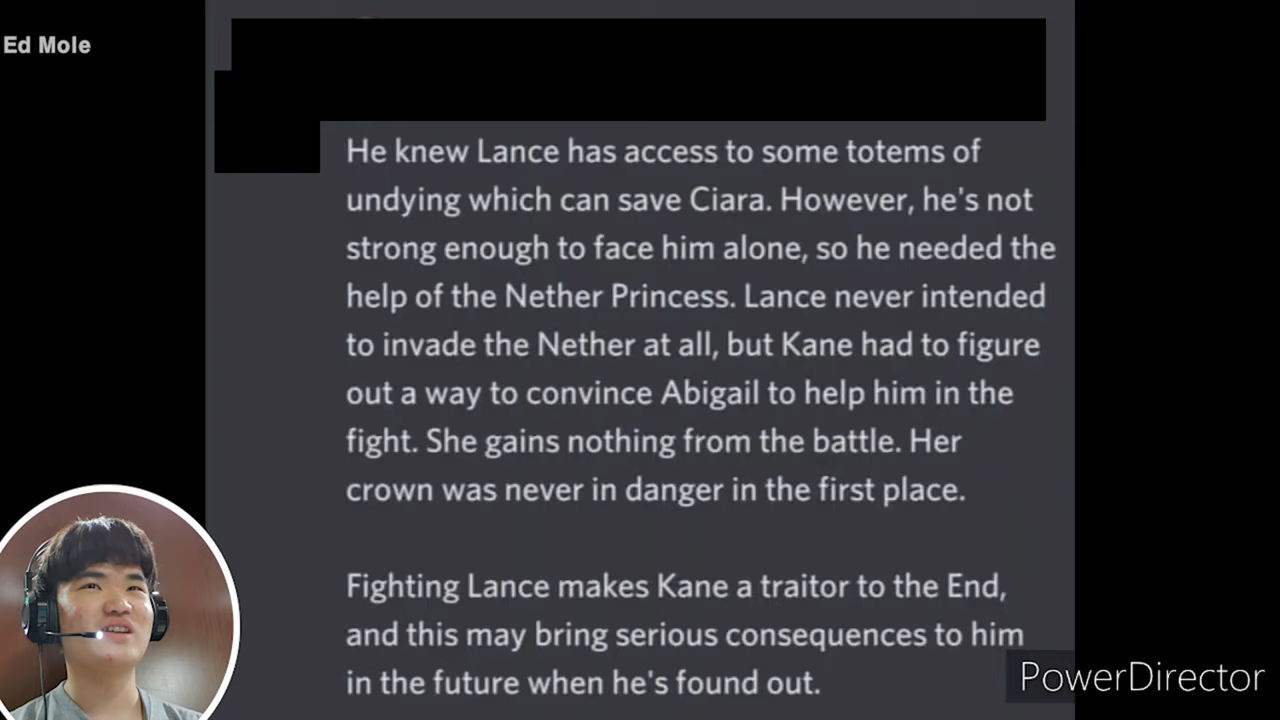 Ed Mole
He knew Lance has access to some totems of
undying which can save Ciara. However, he's not
strong enough to face him alone, so he needed the
help of the Nether Princess. Lance never intended
to invade the Nether at all, but Kane had to figure
out a way to convince Abigail to help him in the
fight. She gains nothing from the battle. Her
crown was never in danger in the first place.
Fighting Lance makes Kane a traitor to the End,
and this may bring serious consequences to him
in the future when he's found out.
PowerDirector